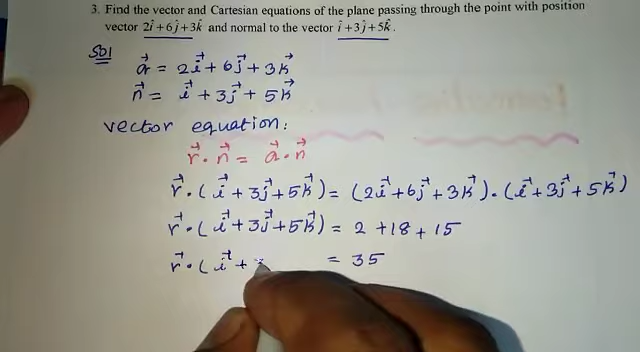 3. Find the vector and Cartesian equations of the plane passing through the point with position
vector 2î + 6ĵ + 3k̂ and normal to the vector î + 3ĵ + 5k̂.
Sol
a⃗ = 2i⃗ + 6j⃗ + 3k⃗
n⃗ = i⃗ + 3j⃗ + 5k⃗
vector equation:
r⃗ · n⃗ = a⃗ · n⃗
r⃗ · (i⃗ + 3j⃗ + 5k⃗) = (2i⃗ + 6j⃗ + 3k⃗) · (i⃗ + 3j⃗ + 5k⃗)
r⃗ · (i⃗ + 3j⃗ + 5k⃗) = 2 + 18 + 15
r⃗ · (i⃗ + = 35